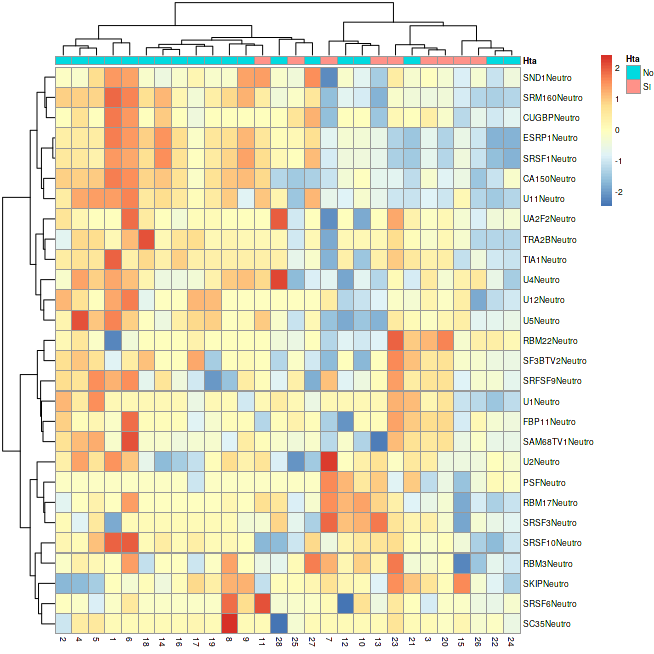 Hta
SND1Neutro
SRM160Neutro
CUGBPNeutro
ESRP1Neutro
SRSF1Neutro
CA150Neutro
U11Neutro
UA2F2Neutro
TRA2BNeutro
TIA1Neutro
U4Neutro
U12Neutro
U5Neutro
RBM22Neutro
SF3BTV2Neutro
SRFSF9Neutro
U1Neutro
FBP11Neutro
SAM68TV1Neutro
U2Neutro
PSFNeutro
RBM17Neutro
SRSF3Neutro
SRSF10Neutro
RBM3Neutro
SKIPNeutro
SRSF6Neutro
SC35Neutro
2 4 5 1 6 18 14 16 17 19 8 9 11 28 25 27 7 12 10 13 23 21 3 20 15 26 22 24
2
1
0
-1
-2
Hta
No
SI